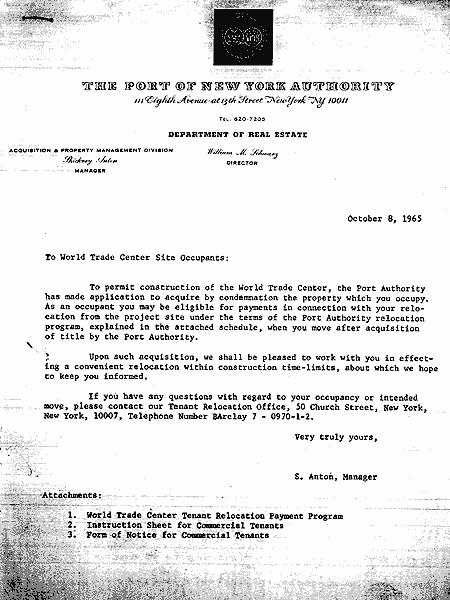 THE PORT OF NEW YORK AUTHORITY
111 Eighth Avenue-at 15th Street New York NY 10011
TEL. 620-7205
DEPARTMENT OF REAL ESTATE
ACQUISITION & PROPERTY MANAGEMENT DIVISION
Anton
MANAGER
William M.
DIRECTOR
October 8, 1965
To World Trade Center Site Occupants:
To permit construction of the World Trade Center, the Port Authority
has made application to acquire by condemnation the property which you occupy.
As an occupant you may be eligible for payments in connection with your relo-
cation from the project site under the terms of the Port Authority relocation
program, explained in the attached schedule, when you move after acquisition
of title by the Port Authority.
Upon such acquisition, we shall be pleased to work with you in effect-
ing a convenient relocation within construction time-limits, about which we hope
to keep you informed.
If you have any questions with regard to your occupancy or intended
move, please contact our Tenant Relocation Office, 50 Church Street, New York,
New York, 10007, Telephone Number BArclay 7 - 0970-1-2.
Very truly yours,
S. Anton, Manager
Attachments:
1. World Trade Center Tenant Relocation Payment Program
2. Instruction Sheet for Commercial Tenants
3. Form of Notice for Commercial Tenants